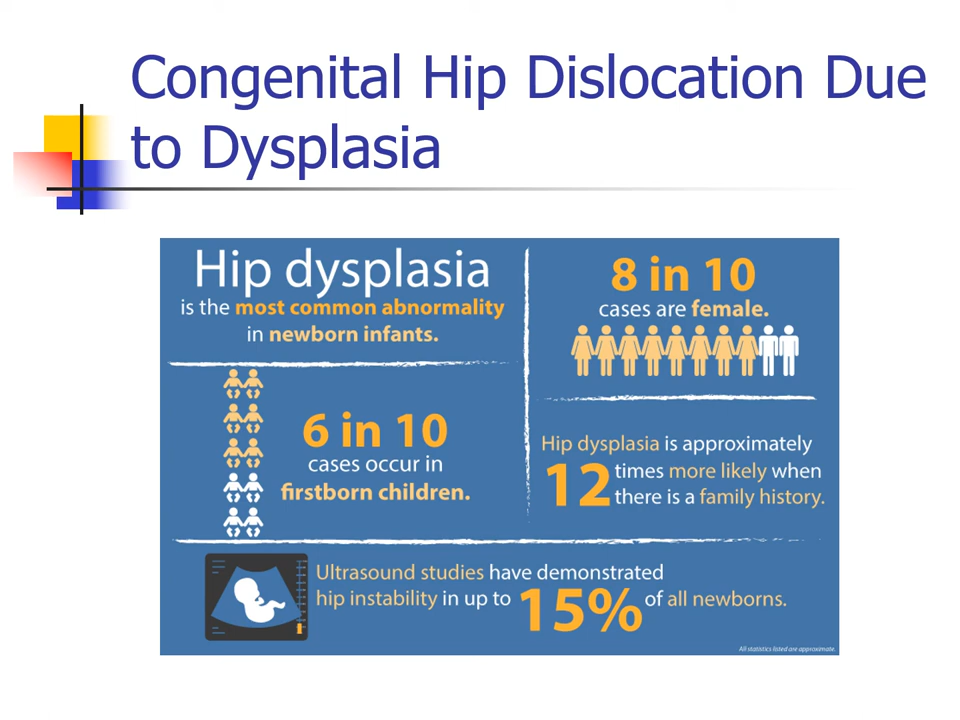 Congenital Hip Dislocation Due
to Dysplasia
Hip dysplasia
is the most common abnormality
in newborn infants.
8 in 10
cases are female.
6 in 10
cases occur in
firstborn children.
Hip dysplasia is approximately
12 times more likely when
there is a family history.
Ultrasound studies have demonstrated
hip instability in up to 15% of all newborns.
All statistics listed are approximate.